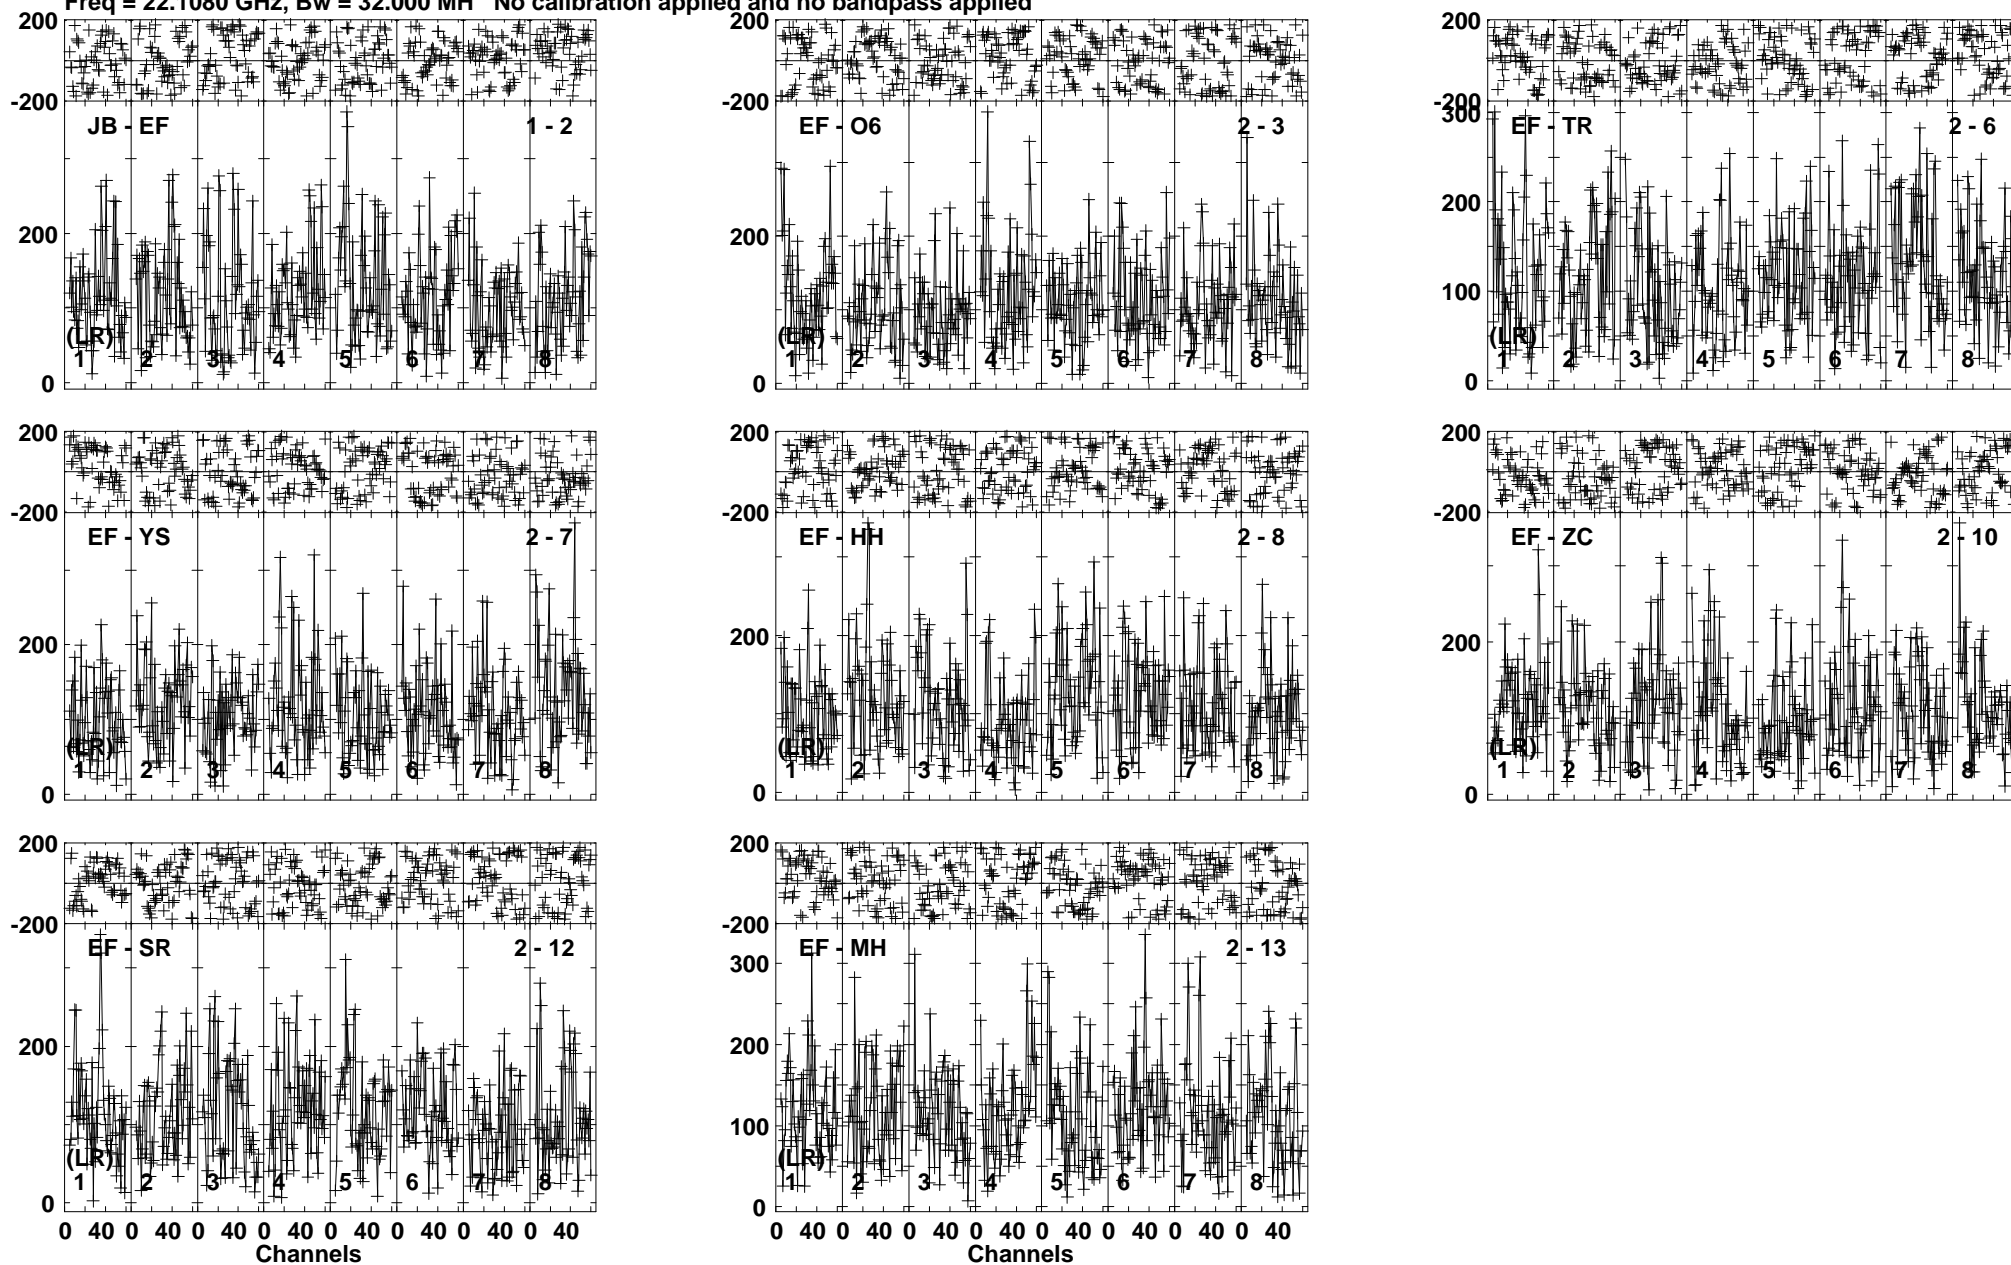 Freq = 22.1080 GHz, Bw = 32.000 MH No calibration applied and no bandpass applied
200 200 200
-200 -200 -200
JB - EF 1 - 2 EF - O6 2 - 3 300 EF - TR 2 - 6
200 200 200
100
(LR) (LR) (LR)
1 2 3 4 5 6 7 8 1 2 3 4 5 6 7 8 1 2 3 4 5 6 7 8
0 0 0
200 200 200
-200 -200 -200
EF - YS 2 - 7 EF - HH 2 - 8 EF - ZC 2 - 10
200 200 200
(LR) (LR) (LR)
1 2 3 4 5 6 7 8 1 2 3 4 5 6 7 8 1 2 3 4 5 6 7 8
0 0 0
200 200
-200 -200
EF - SR 2 - 12 EF - MH 2 - 13
300
200 200
100
(LR) (LR)
1 2 3 4 5 6 7 8 1 2 3 4 5 6 7 8
0 0
0 40 0 40 0 40 0 40 0 40 0 40 0 40 0 40 0 40 0 40 0 40 0 40 0 40 0 40 0 40 0 40
Channels Channels